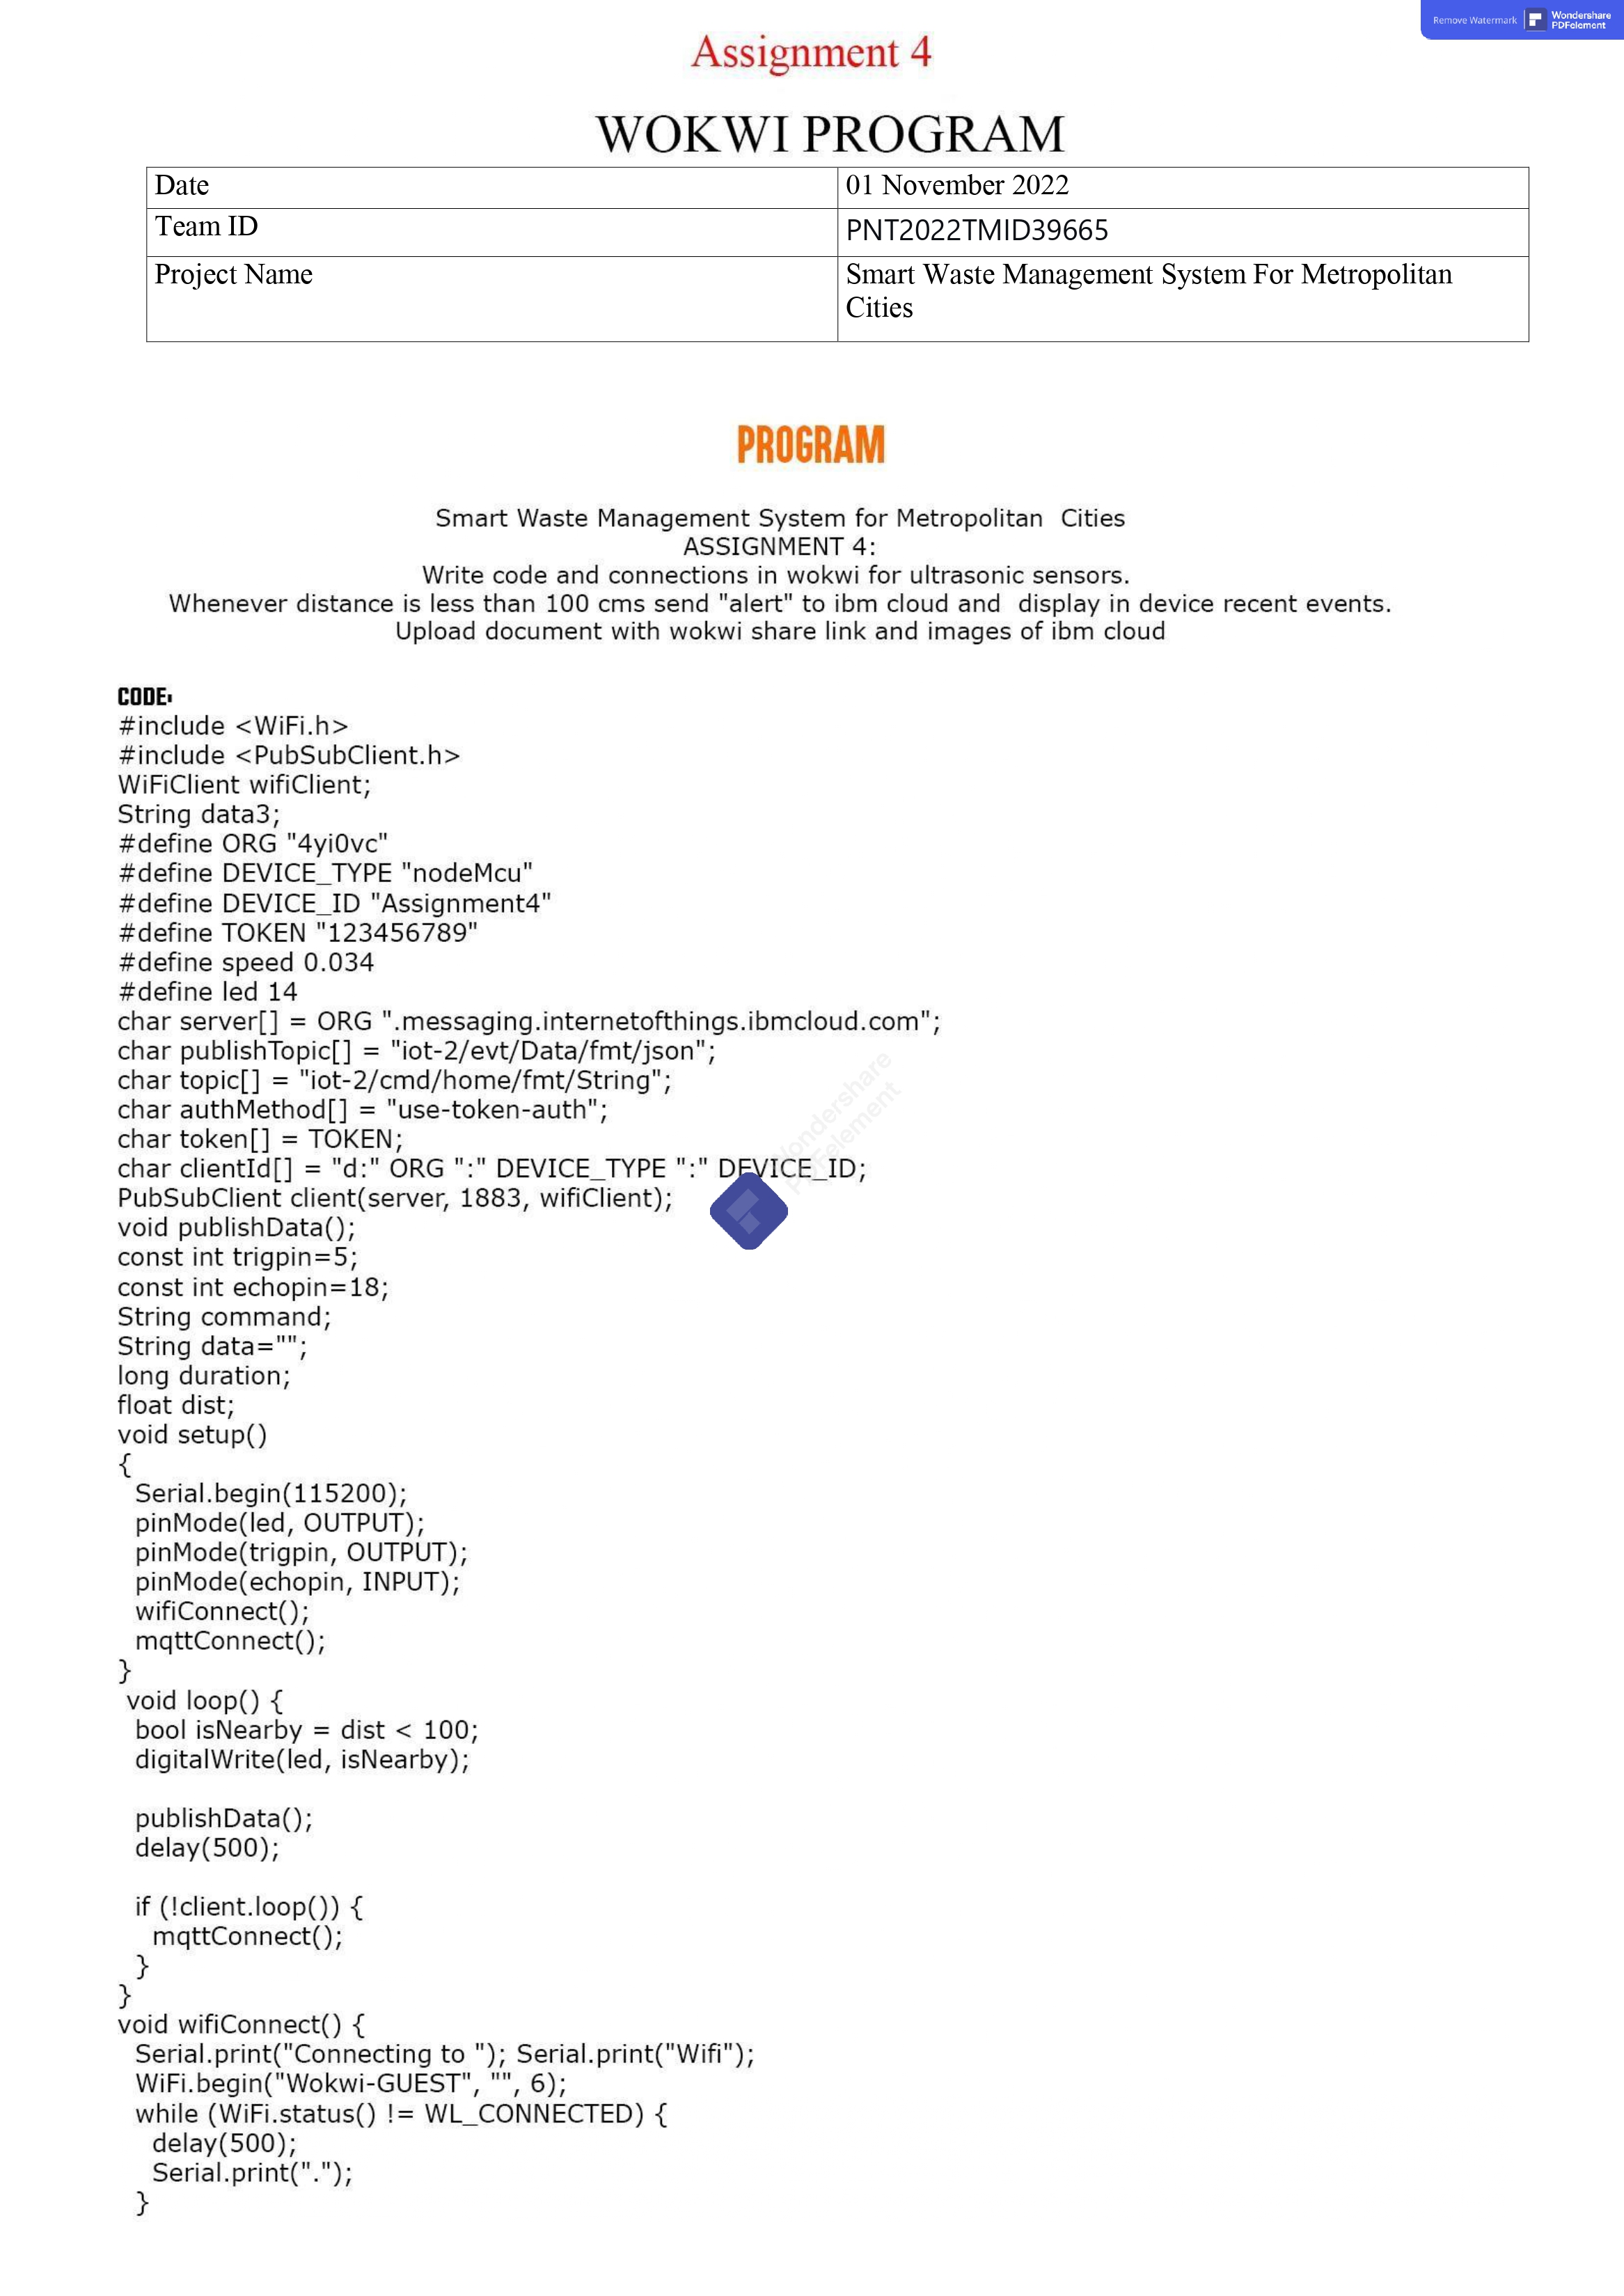 Remove Watermark
Wondershare
PDFelement
Assignment 4
WOKWI PROGRAM
Date
01 November 2022
Team ID
PNT2022TMID39665
Project Name
Smart Waste Management System For Metropolitan
Cities
PROGRAM
Smart Waste Management System for Metropolitan  Cities
ASSIGNMENT 4:
Write code and connections in wokwi for ultrasonic sensors.
Whenever distance is less than 100 cms send "alert" to ibm cloud and  display in device recent events.
Upload document with wokwi share link and images of ibm cloud
CODE:
#include <WiFi.h>
#include <PubSubClient.h>
WiFiClient wifiClient;
String data3;
#define ORG "4yi0vc"
#define DEVICE_TYPE "nodeMcu"
#define DEVICE_ID "Assignment4"
#define TOKEN "123456789"
#define speed 0.034
#define led 14
char server[] = ORG ".messaging.internetofthings.ibmcloud.com";
char publishTopic[] = "iot-2/evt/Data/fmt/json";
char topic[] = "iot-2/cmd/home/fmt/String";
char authMethod[] = "use-token-auth";
char token[] = TOKEN;
char clientId[] = "d:" ORG ":" DEVICE_TYPE ":" DEVICE_ID;
PubSubClient client(server, 1883, wifiClient);
Wondershare
PDFelement
void publishData();
const int trigpin=5;
const int echopin=18;
String command;
String data="";
long duration;
float dist;
void setup()
{
  Serial.begin(115200);
  pinMode(led, OUTPUT);
  pinMode(trigpin, OUTPUT);
  pinMode(echopin, INPUT);
  wifiConnect();
  mqttConnect();
}
 void loop() {
  bool isNearby = dist < 100;
  digitalWrite(led, isNearby);
  publishData();
  delay(500);
  if (!client.loop()) {
    mqttConnect();
  }
}
void wifiConnect() {
  Serial.print("Connecting to "); Serial.print("Wifi");
  WiFi.begin("Wokwi-GUEST", "", 6);
  while (WiFi.status() != WL_CONNECTED) {
    delay(500);
    Serial.print(".");
  }